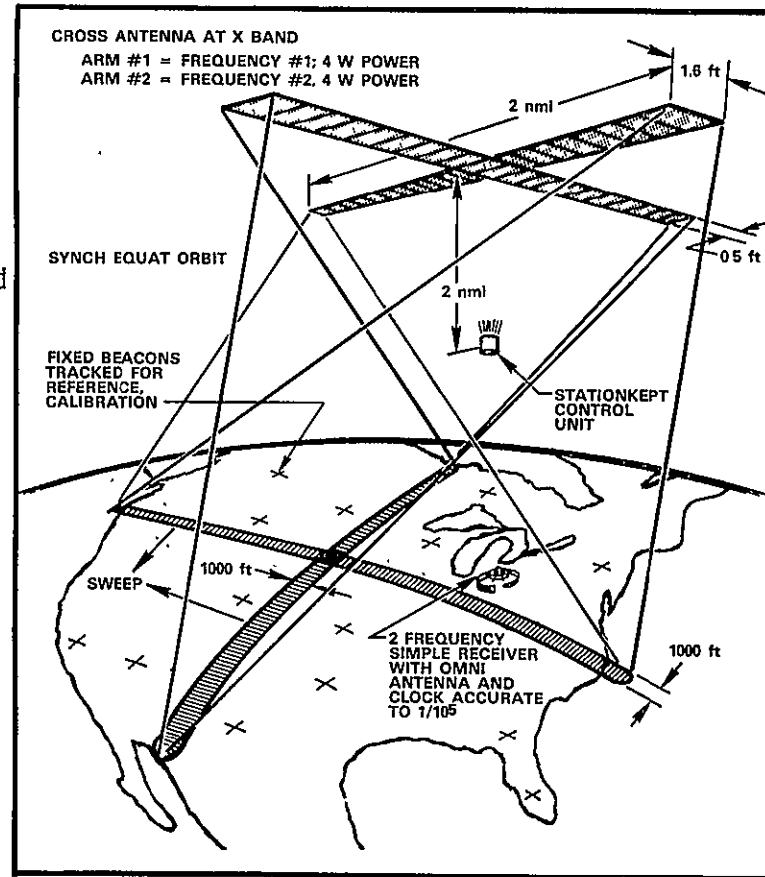 CROSS ANTENNA AT X BAND
ARM #1 = FREQUENCY #1; 4 W POWER
ARM #2 = FREQUENCY #2, 4 W POWER
1.6 ft
2 nmi
SYNCH EQUAT ORBIT
05 ft
2 nmi
FIXED BEACONS
TRACKED FOR
REFERENCE,
CALIBRATION
STATIONKEPT
CONTROL
UNIT
SWEEP
1000 ft
2 FREQUENCY
SIMPLE RECEIVER
WITH OMNI
ANTENNA AND
CLOCK ACCURATE
TO 1/10⁵
1000 ft